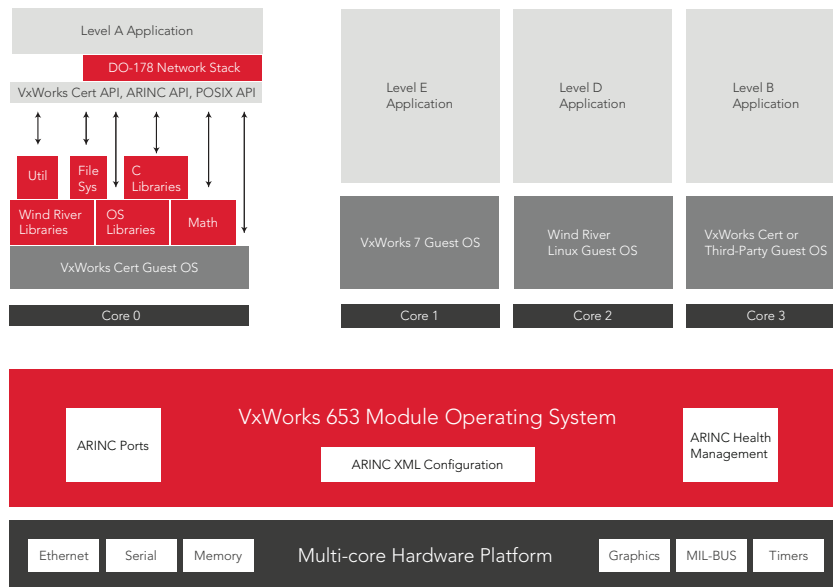 Level A Application
DO-178 Network Stack
VxWorks Cert API, ARINC API, POSIX API
Util
File
Sys
C
Libraries
Wind River
Libraries
OS
Libraries
Math
VxWorks Cert Guest OS
Core 0
Level E
Application
VxWorks 7 Guest OS
Core 1
Level D
Application
Wind River
Linux Guest OS
Core 2
Level B
Application
VxWorks Cert or
Third-Party Guest OS
Core 3
VxWorks 653 Module Operating System
ARINC Ports
ARINC XML Configuration
ARINC Health
Management
Ethernet
Serial
Memory
Multi-core Hardware Platform
Graphics
MIL-BUS
Timers